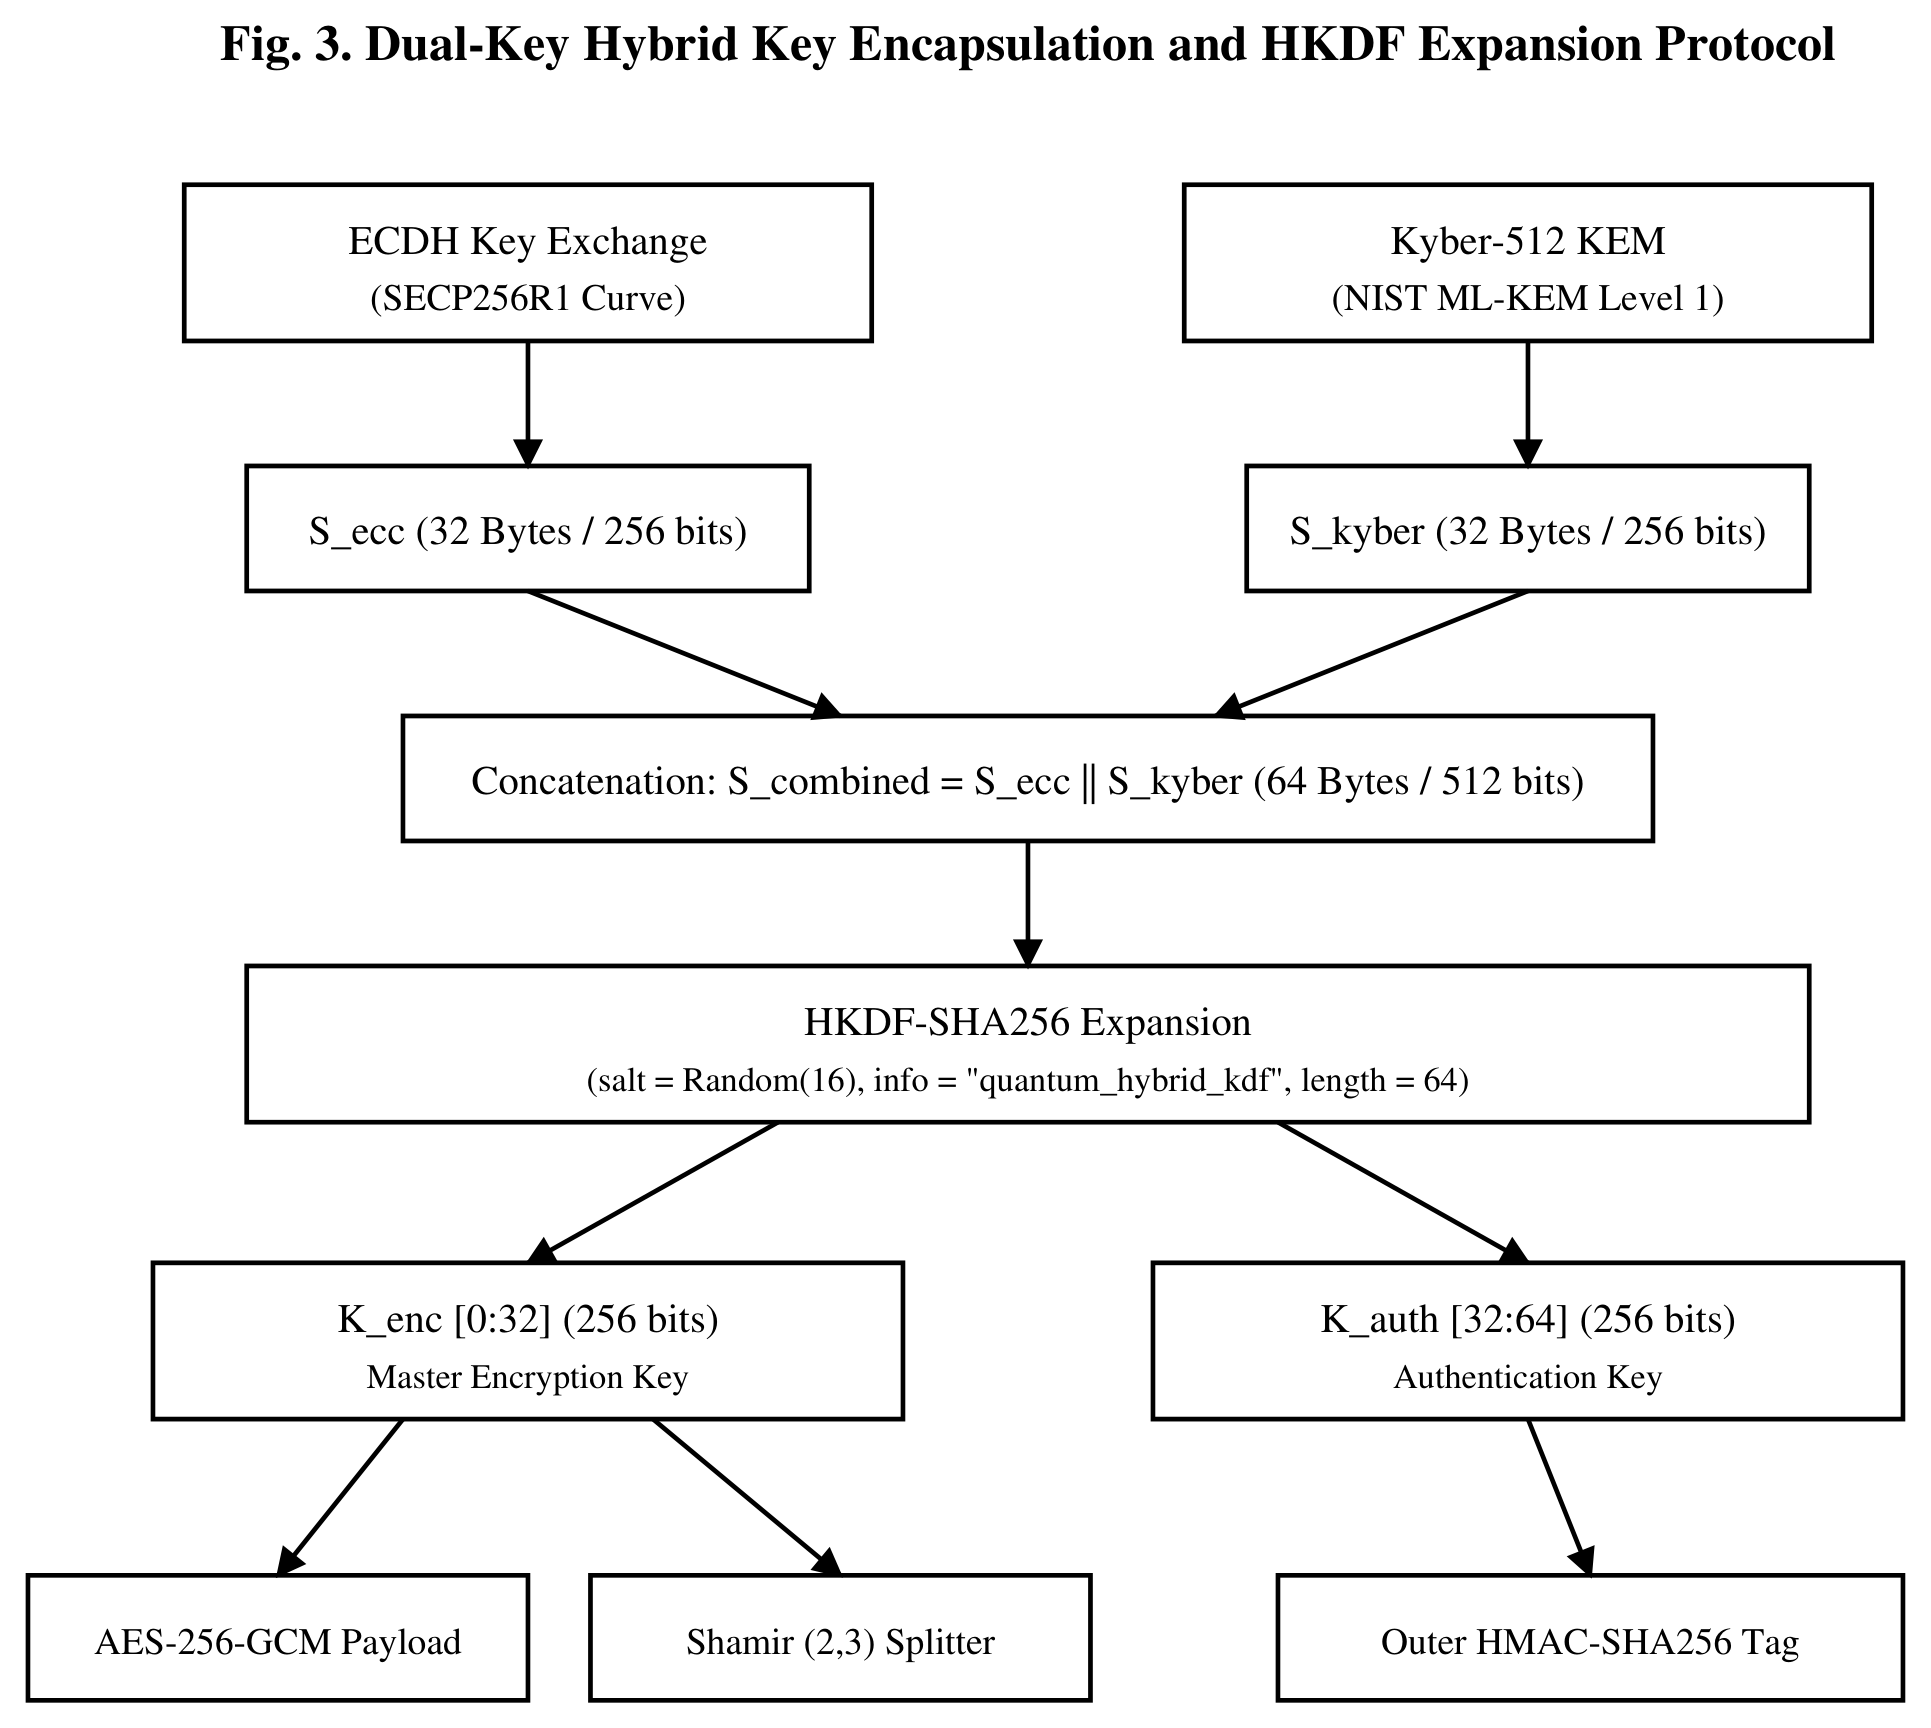 Fig. 3. Dual-Key Hybrid Key Encapsulation and HKDF Expansion Protocol
ECDH Key Exchange
(SECP256R1 Curve)
Kyber-512 KEM
(NIST ML-KEM Level 1)
S_ecc (32 Bytes / 256 bits)
S_kyber (32 Bytes / 256 bits)
Concatenation: S_combined = S_ecc || S_kyber (64 Bytes / 512 bits)
HKDF-SHA256 Expansion
(salt = Random(16), info = "quantum_hybrid_kdf", length = 64)
K_enc [0:32] (256 bits)
Master Encryption Key
K_auth [32:64] (256 bits)
Authentication Key
AES-256-GCM Payload
Shamir (2,3) Splitter
Outer HMAC-SHA256 Tag